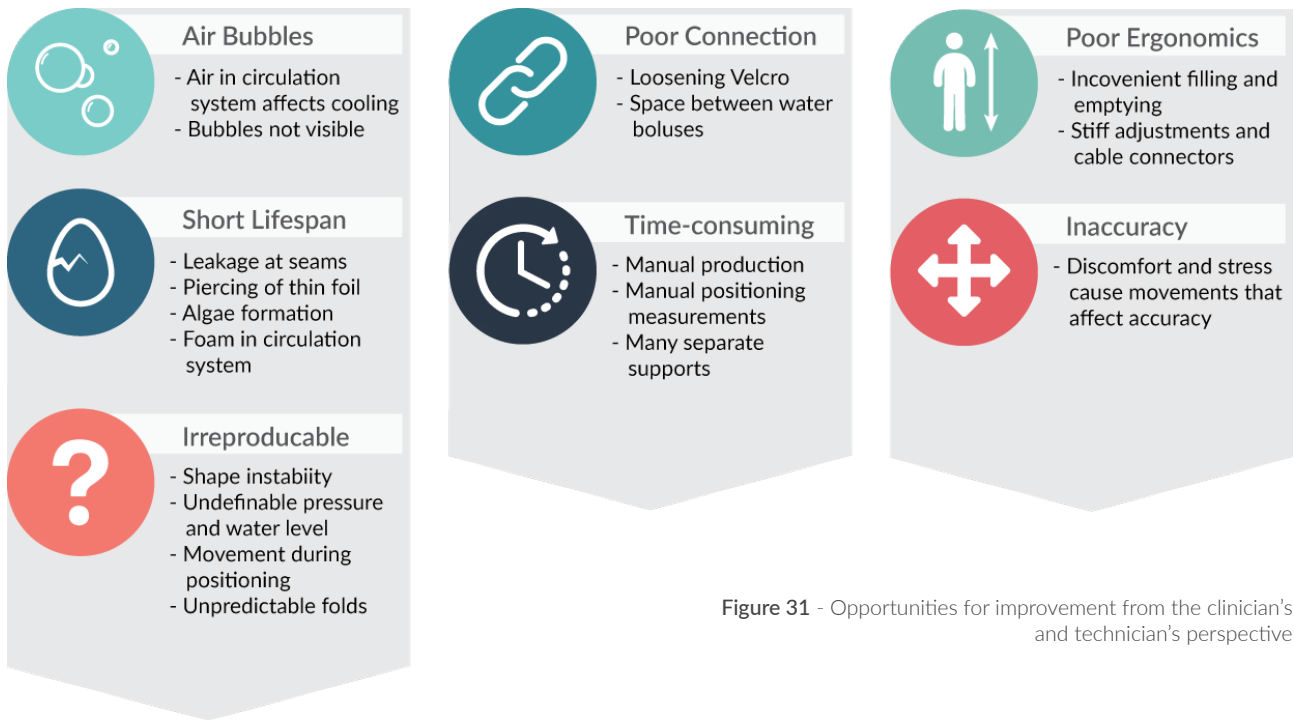 Air Bubbles
- Air in circulation
system affects cooling
- Bubbles not visible
Short Lifespan
- Leakage at seams
- Piercing of thin foil
- Algae formation
- Foam in circulation
system
?
Irreproducable
- Shape instabiity
- Undefinable pressure
and water level
- Movement during
positioning
- Unpredictable folds
Poor Connection
- Loosening Velcro
- Space between water
boluses
Time-consuming
- Manual production
- Manual positioning
measurements
- Many separate
supports
Poor Ergonomics
- Incovenient filling and
emptying
- Stiff adjustments and
cable connectors
Inaccuracy
- Discomfort and stress
cause movements that
affect accuracy
Figure 31 - Opportunities for improvement from the clinician’s
and technician’s perspective